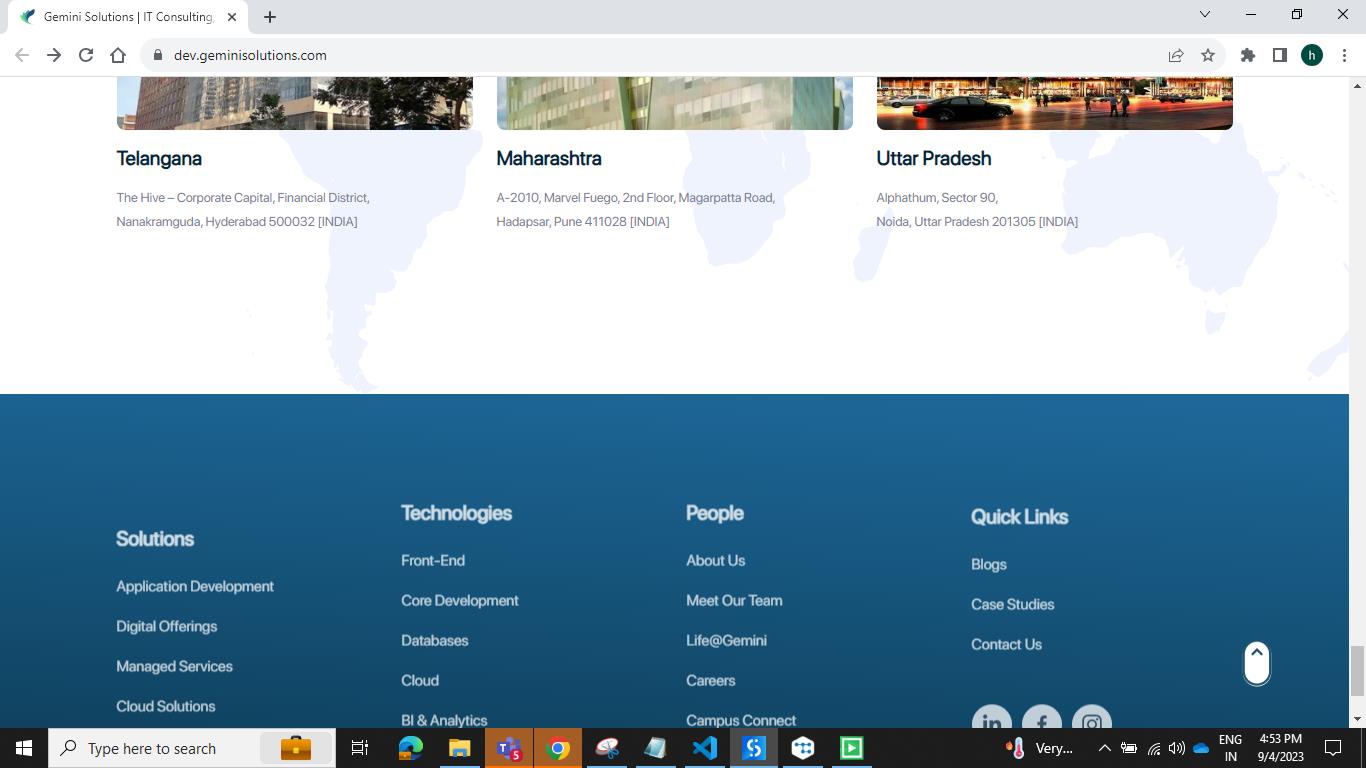 Gemini Solutions | IT Consulting,
dev.geminisolutions.com
h
Telangana
The Hive – Corporate Capital, Financial District,
Nanakramguda, Hyderabad 500032 [INDIA]
Maharashtra
A-2010, Marvel Fuego, 2nd Floor, Magarpatta Road,
Hadapsar, Pune 411028 [INDIA]
Uttar Pradesh
Alphathum, Sector 90,
Noida, Uttar Pradesh 201305 [INDIA]
Solutions
Application Development
Digital Offerings
Managed Services
Cloud Solutions
Technologies
Front-End
Core Development
Databases
Cloud
BI & Analytics
People
About Us
Meet Our Team
Life@Gemini
Careers
Campus Connect
Quick Links
Blogs
Case Studies
Contact Us
in f
Type here to search
5
Very...
ENG
IN
4:53 PM
9/4/2023